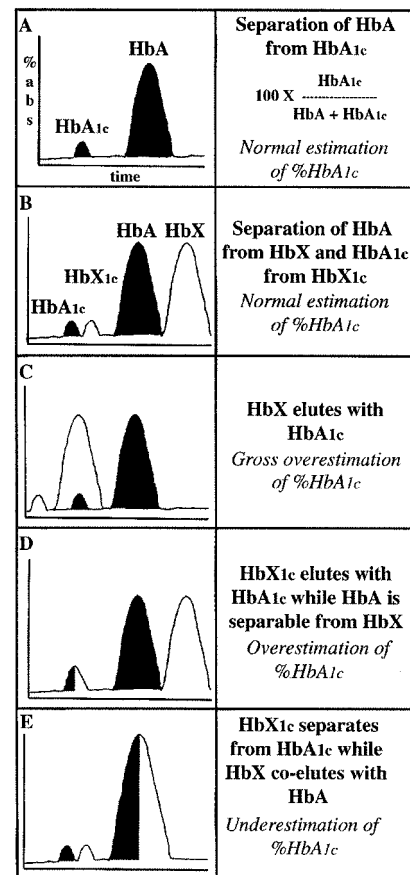 A
%
a
b
s
HbA1c
HbA
time
Separation of HbA
from HbA1c
HbA1c
100 X --------------------
HbA + HbA1c
Normal estimation
of %HbA1c
B
HbA HbX
HbX1c
HbA1c
Separation of HbA
from HbX and HbA1c
from HbX1c
Normal estimation
of %HbA1c
C
HbX elutes with
HbA1c
Gross overestimation
of %HbA1c
D
HbX1c elutes with
HbA1c while HbA is
separable from HbX
Overestimation of
%HbA1c
E
HbX1c separates
from HbA1c while
HbX co-elutes with
HbA
Underestimation of
%HbA1c